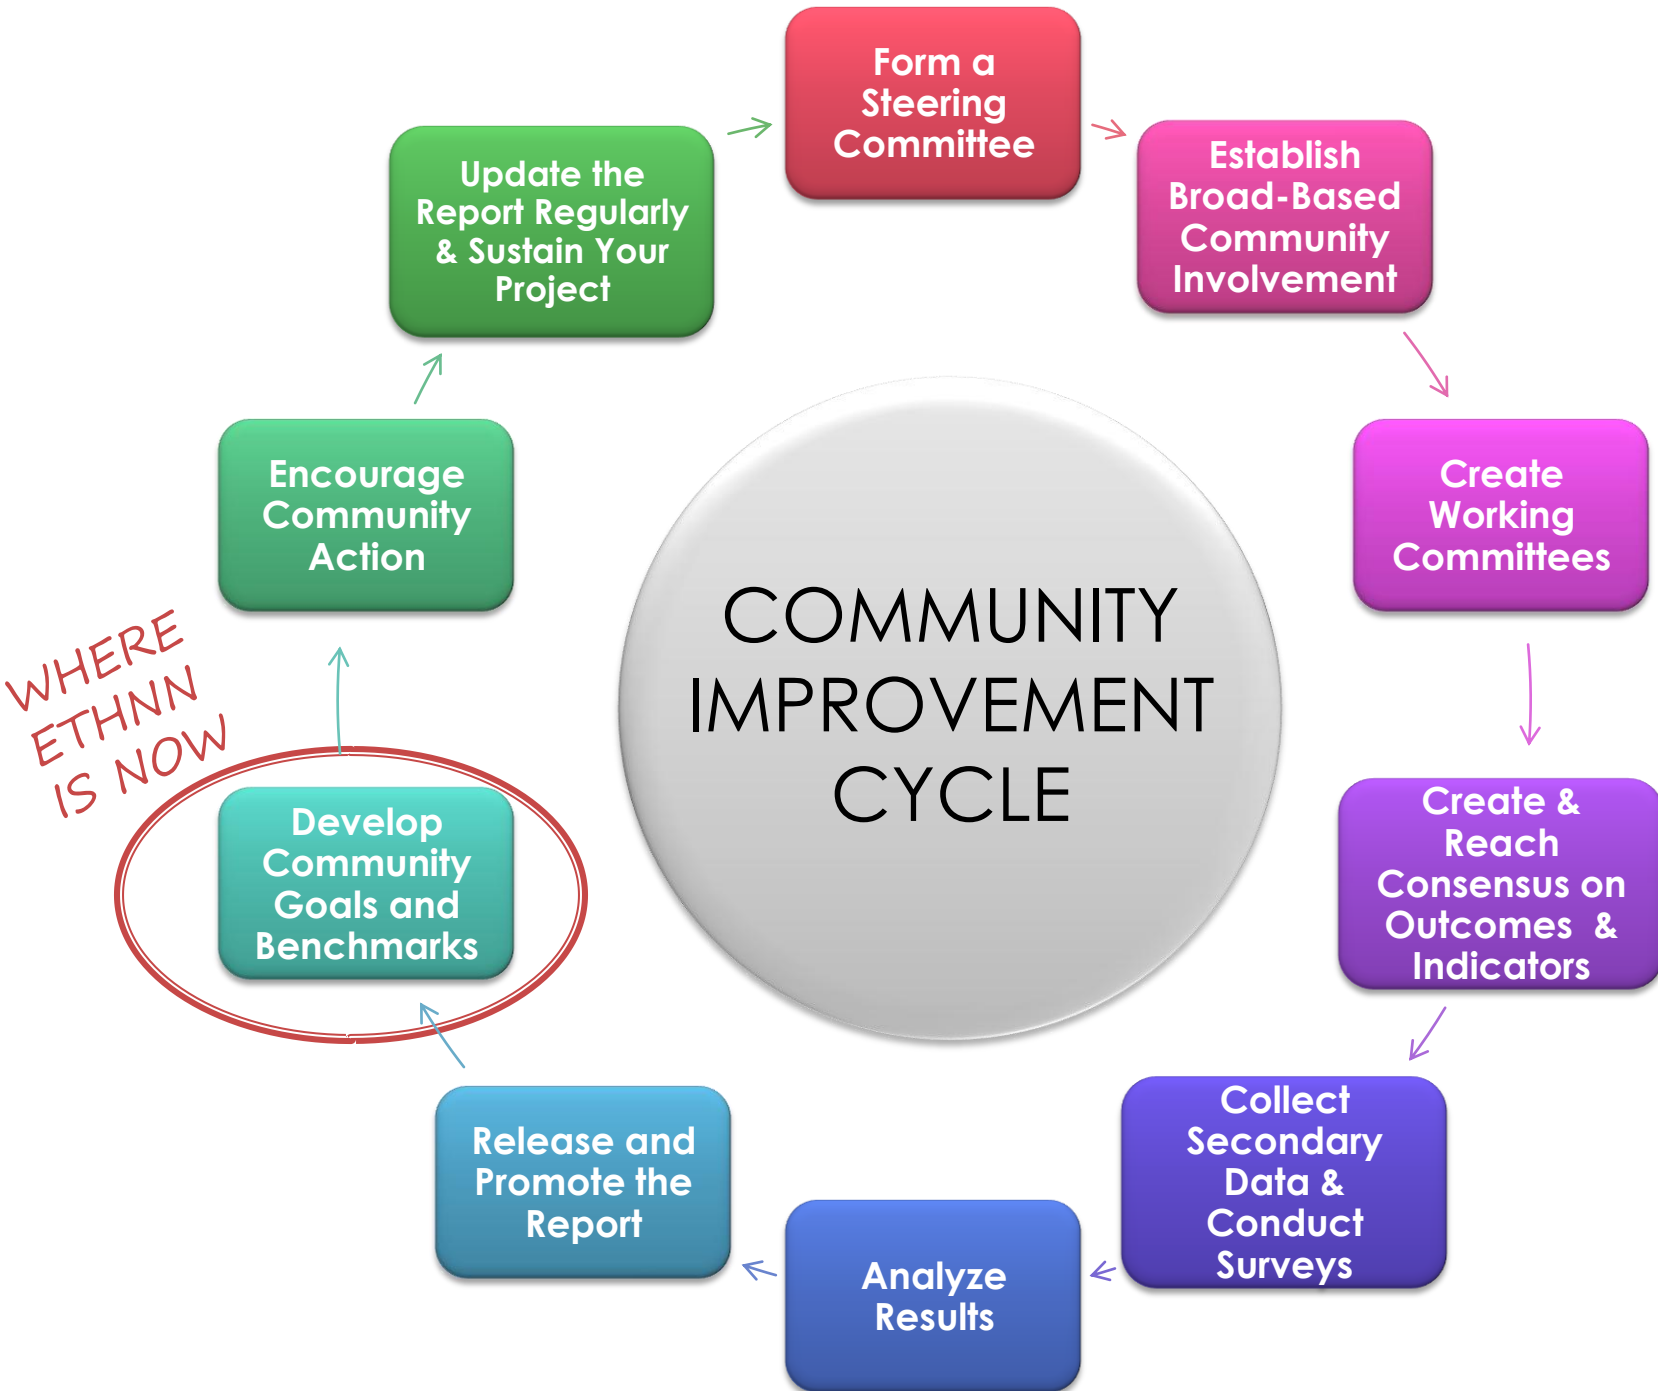 Form a
Steering
Committee
Establish
Broad-Based
Community
Involvement
Create
Working
Committees
Create &
Reach
Consensus on
Outcomes &
Indicators
Collect
Secondary
Data &
Conduct
Surveys
Analyze
Results
Release and
Promote the
Report
Develop
Community
Goals and
Benchmarks
WHERE
ETHNN
IS NOW
Encourage
Community
Action
Update the
Report Regularly
& Sustain Your
Project
COMMUNITY
IMPROVEMENT
CYCLE